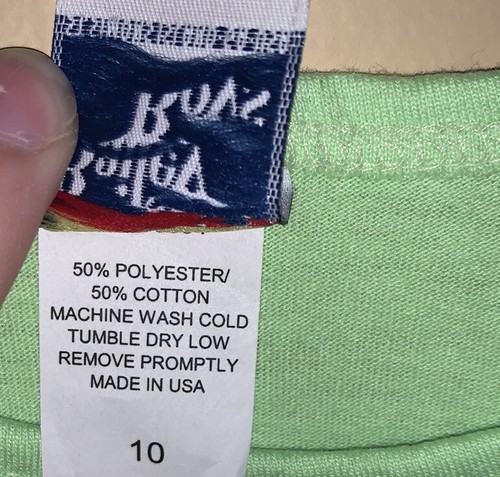 50% POLYESTER/
50% COTTON
MACHINE WASH COLD
TUMBLE DRY LOW
REMOVE PROMPTLY
MADE IN USA
10